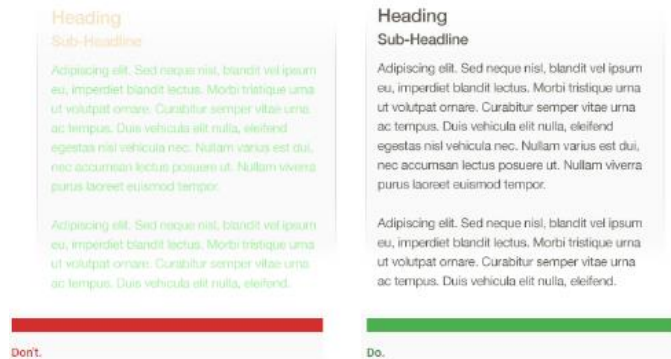 Heading
Sub-Headline
Adipiscing elit. Sed neque nisl, blandit vel ipsum
eu, imperdiet blandit lectus. Morbi tristique urna
ut volutpat ornare. Curabitur semper vitae urna
ac tempus. Duis vehicula elit nulla, eleifend
egestas nisl vehicula nec. Nullam varius est dui,
nec accumsan lectus posuere ut. Nullam viverra
purus laoreet euismod tempor.
Adipiscing elit. Sed neque nisl, blandit vel ipsum
eu, imperdiet blandit lectus. Morbi tristique urna
ut volutpat ornare. Curabitur semper vitae urna
ac tempus. Duis vehicula elit nulla, eleifend.
Don't.
Heading
Sub-Headline
Adipiscing elit. Sed neque nisl, blandit vel ipsum
eu, imperdiet blandit lectus. Morbi tristique urna
ut volutpat ornare. Curabitur semper vitae urna
ac tempus. Duis vehicula elit nulla, eleifend
egestas nisl vehicula nec. Nullam varius est dui,
nec accumsan lectus posuere ut. Nullam viverra
purus laoreet euismod tempor.
Adipiscing elit. Sed neque nisl, blandit vel ipsum
eu, imperdiet blandit lectus. Morbi tristique urna
ut volutpat ornare. Curabitur semper vitae urna
ac tempus. Duis vehicula elit nulla, eleifend.
Do.